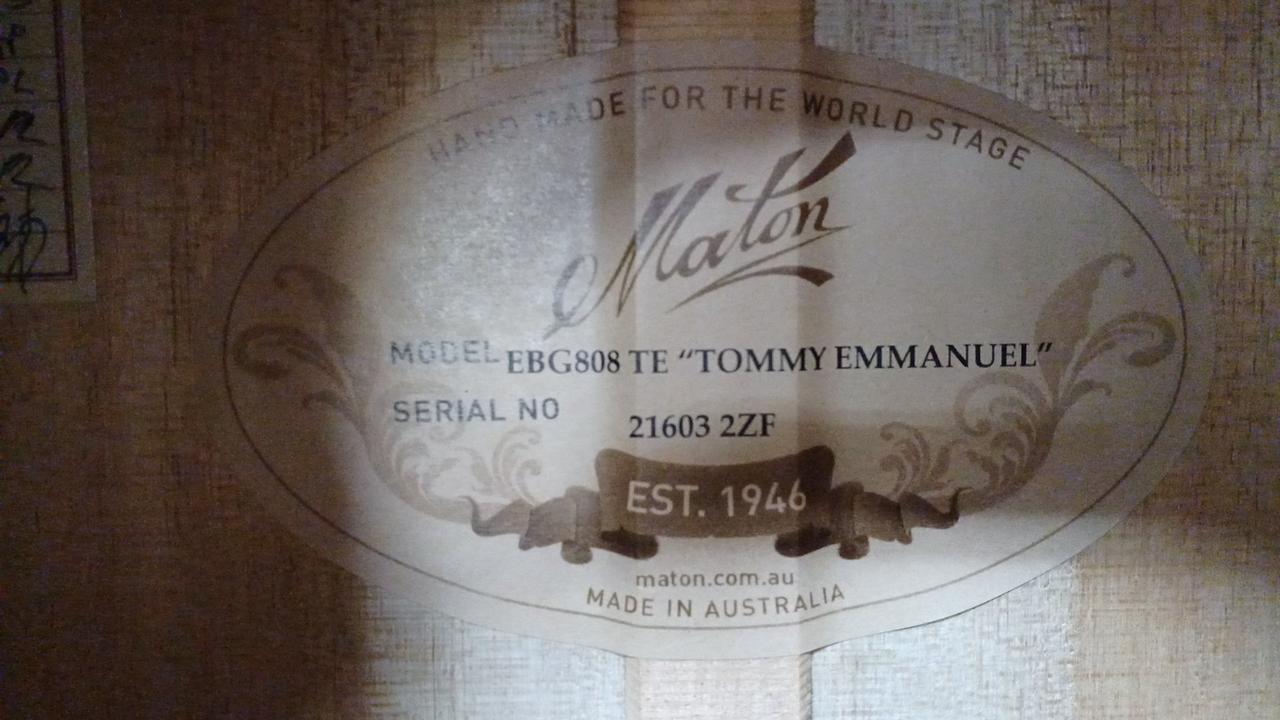 HAND MADE FOR THE WORLD STAGE
Maton
MODEL EBG808 TE “TOMMY EMMANUEL”
SERIAL NO 21603 2ZF
EST. 1946
maton.com.au
MADE IN AUSTRALIA